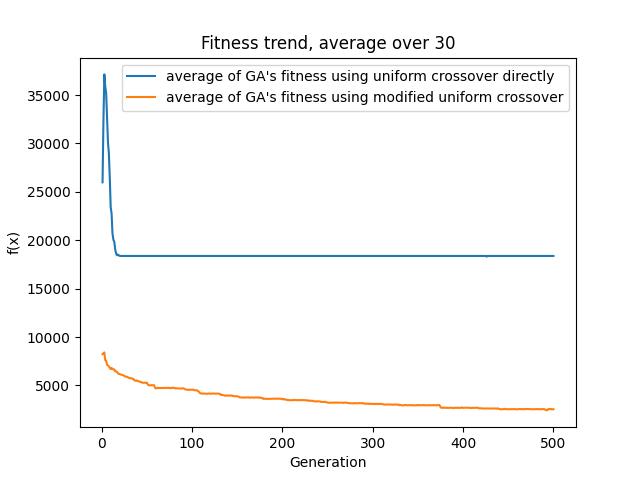 Fitness trend, average over 30
average of GA's fitness using uniform crossover directly
average of GA's fitness using modified uniform crossover
35000
30000
25000
20000
15000
10000
5000
f(x)
0 100 200 300 400 500
Generation